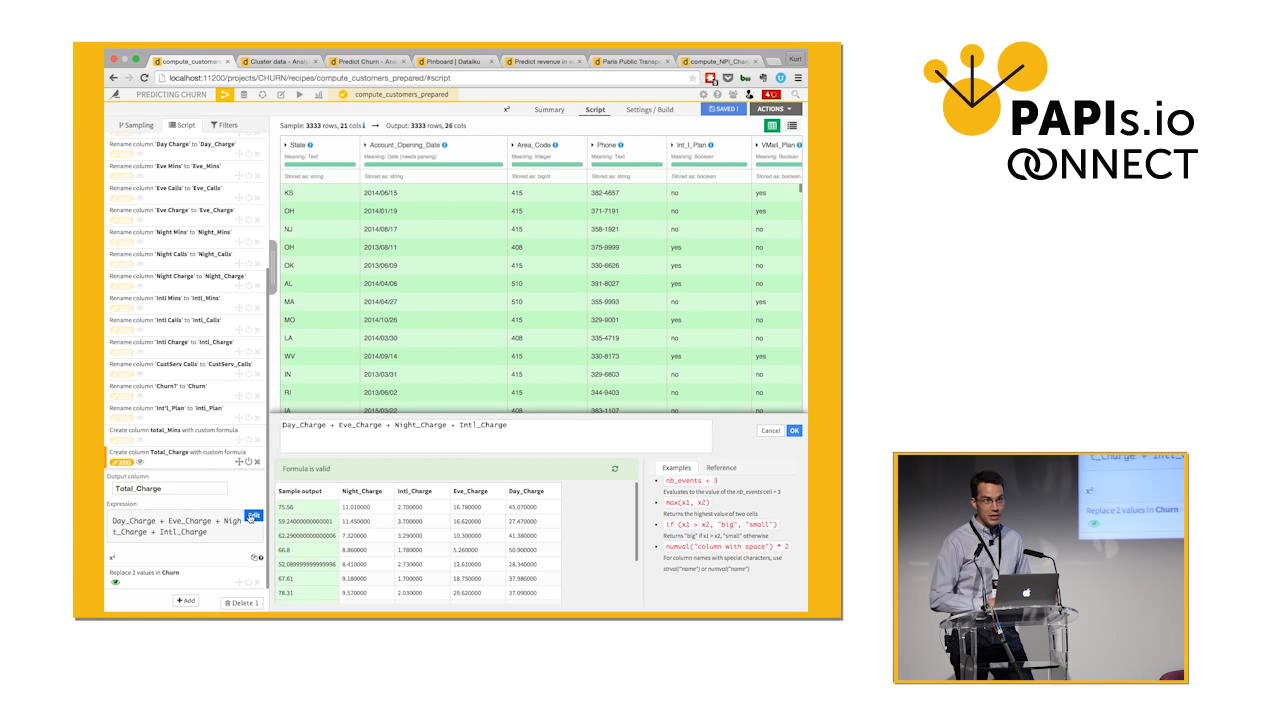 compute_customers
Cluster data - Analy
Predict Churn - Ana
Pinboard | Dataiku
Predict revenue in e
Paris Public Transpo
compute_NPI_Cha
Kurt
localhost:11200/projects/CHURN/recipes/compute_customers_prepared/#script
PREDICTING CHURN
compute_customers_prepared
x² Summary Script Settings / Build SAVED ! ACTIONS
Sampling Script Filters
Sample: 3333 rows, 21 cols → Output: 3333 rows, 26 cols
Rename column 'Day Charge' to 'Day_Charge'
Rename column 'Eve Mins' to 'Eve_Mins'
Rename column 'Eve Calls' to 'Eve_Calls'
Rename column 'Eve Charge' to 'Eve_Charge'
Rename column 'Night Mins' to 'Night_Mins'
Rename column 'Night Calls' to 'Night_Calls'
Rename column 'Night Charge' to 'Night_Charge'
Rename column 'Intl Mins' to 'Intl_Mins'
Rename column 'Intl Calls' to 'Intl_Calls'
Rename column 'Intl Charge' to 'Intl_Charge'
Rename column 'CustServ Calls' to 'CustServ_Calls'
Rename column 'Churn?' to 'Churn'
Rename column 'Int'l_Plan' to 'Intl_Plan'
Create column total_Mins with custom formula
Create column Total_Charge with custom formula
Output column
Total_Charge
Expression
Day_Charge + Eve_Charge + Nigh
t_Charge + Intl_Charge
x²
Replace 2 values in Churn
Add
Delete 1
State Account_Opening_Date Area_Code Phone Int_l_Plan VMail_Plan
Meaning: Text Meaning: Date (needs parsing) Meaning: Integer Meaning: Text Meaning: Boolean Meaning: Boolean
Stored as: string Stored as: string Stored as: bigint Stored as: string Stored as: boolean Stored as: boolean
KS 2014/06/15 415 382-4657 no yes
OH 2014/01/19 415 371-7191 no yes
NJ 2014/08/17 415 358-1921 no no
OH 2013/08/11 408 375-9999 yes no
OK 2013/06/09 415 330-6626 yes no
AL 2014/04/06 510 391-8027 yes no
MA 2014/04/27 510 355-9993 no yes
MO 2014/10/26 415 329-9001 yes no
LA 2014/03/30 408 335-4719 no no
WV 2014/09/14 415 330-8173 yes yes
IN 2013/03/31 415 329-6603 no no
RI 2013/06/02 415 344-9403 no no
IA 2015/03/22 408 363-1107 no no
Day_Charge + Eve_Charge + Night_Charge + Intl_Charge
Cancel OK
Formula is valid
Sample output Night_Charge Intl_Charge Eve_Charge Day_Charge
75.56 11.010000 2.700000 16.780000 45.070000
59.24000000000001 11.450000 3.700000 16.620000 27.470000
62.290000000000006 7.320000 3.290000 10.300000 41.380000
66.8 8.860000 1.780000 5.260000 50.900000
52.089999999999996 8.410000 2.730000 12.610000 28.340000
67.61 9.180000 1.700000 18.750000 37.980000
78.31 9.570000 2.030000 29.620000 37.090000
Examples Reference
nb_events + 3
Evaluates to the value of the nb_events cell + 3
max(x1, x2)
Returns the highest value of two cells
if (x1 > x2, "big", "small")
Returns "big" if x1 > x2, "small" otherwise
numval("column with space") * 2
For column names with special characters, use
strval("name") or numval("name")
PAPIs.io
CONNECT
t_Charge + Intl
x²
Replace 2 values in Churn